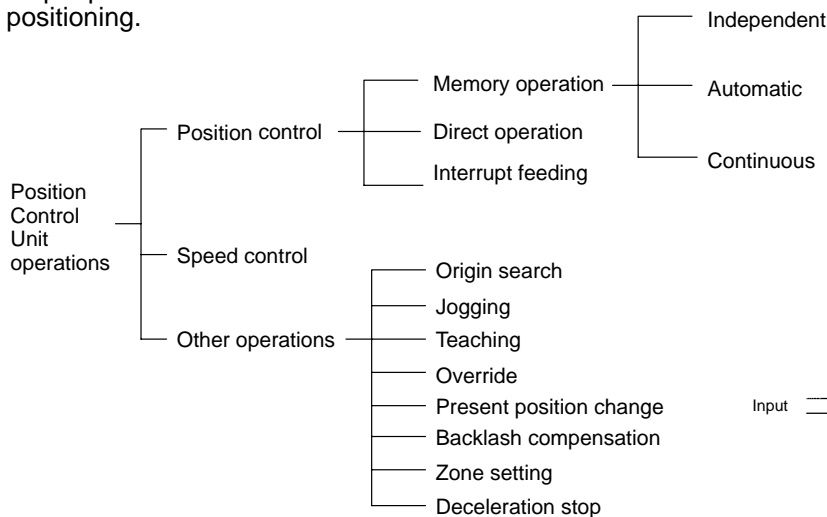 positioning.
Independent
Memory operation
Automatic
Position control
Direct operation
Interrupt feeding
Continuous
Position
Control
Unit
operations
Speed control
Origin search
Jogging
Other operations
Teaching
Override
Present position change
Input
Backlash compensation
Zone setting
Deceleration stop